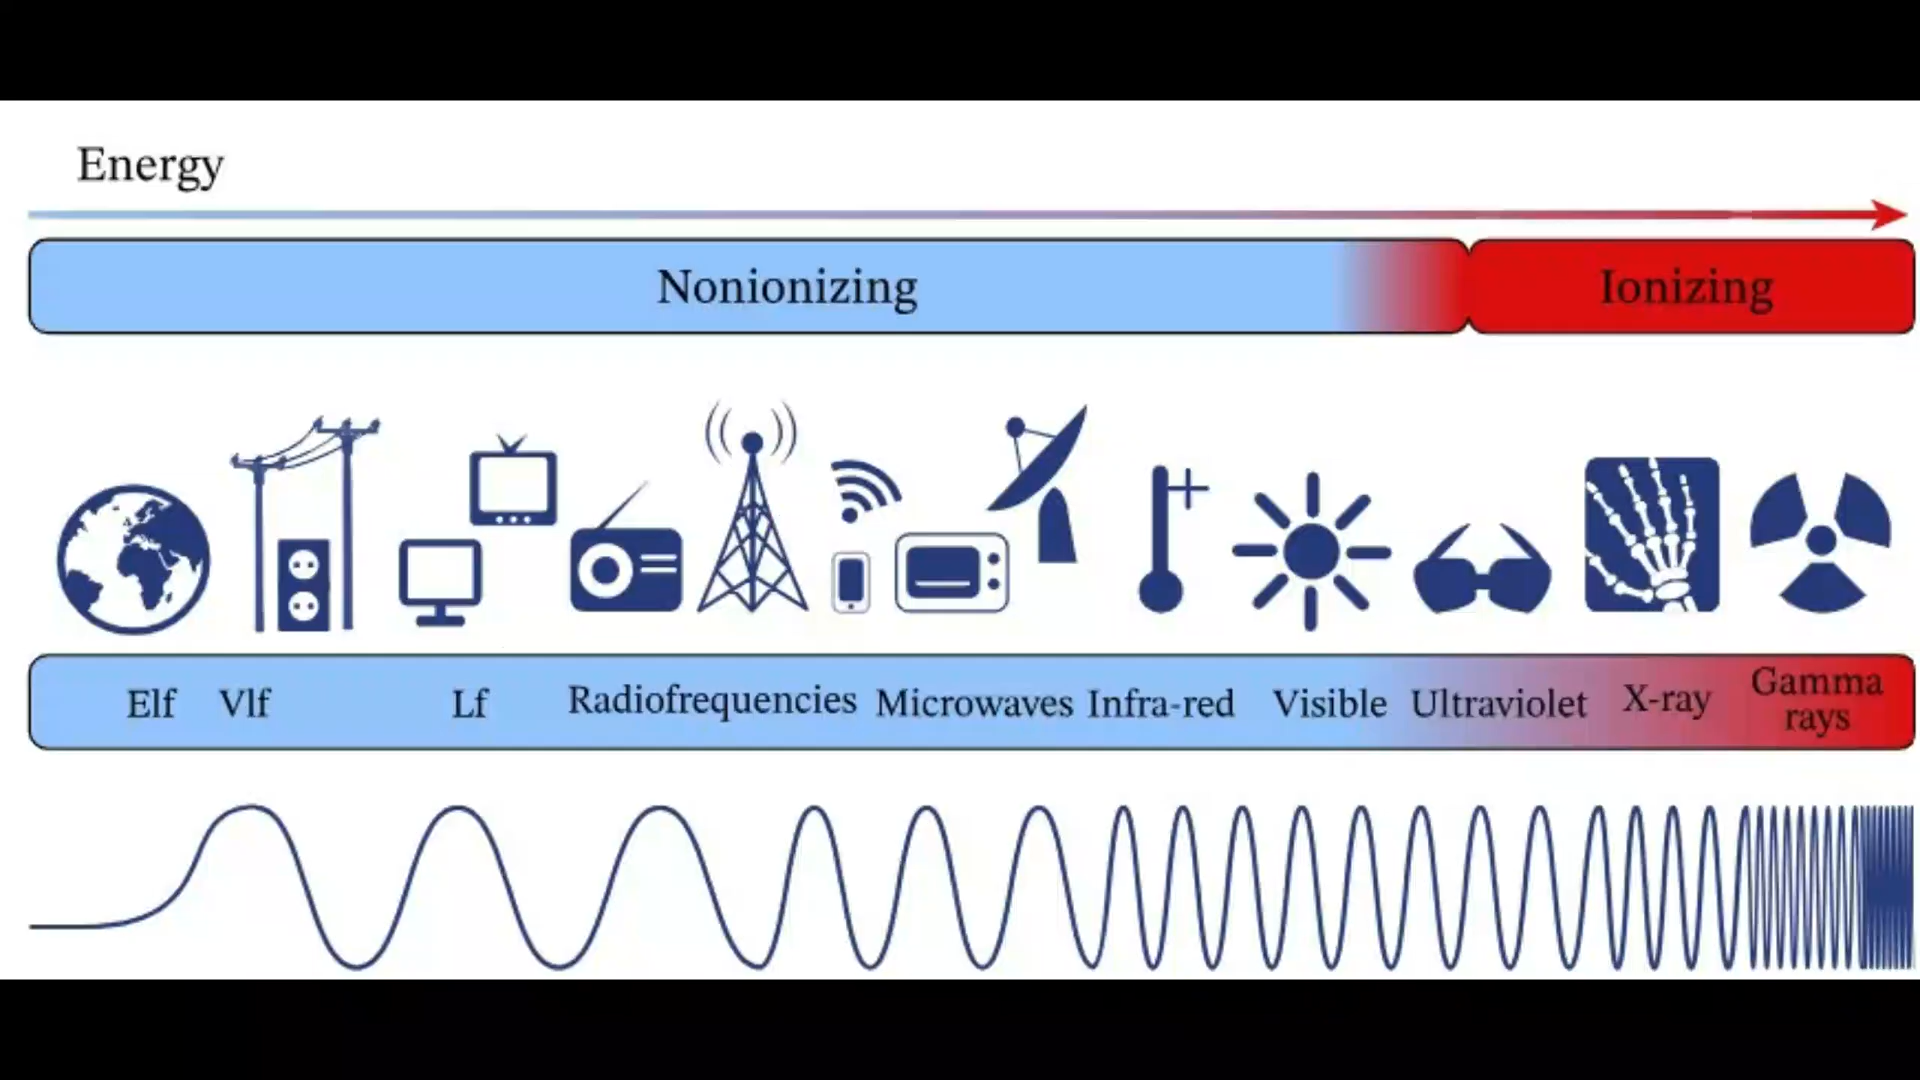 Energy
Nonionizing Ionizing
Elf Vlf Lf Radiofrequencies Microwaves Infra-red Visible Ultraviolet X-ray Gamma
rays